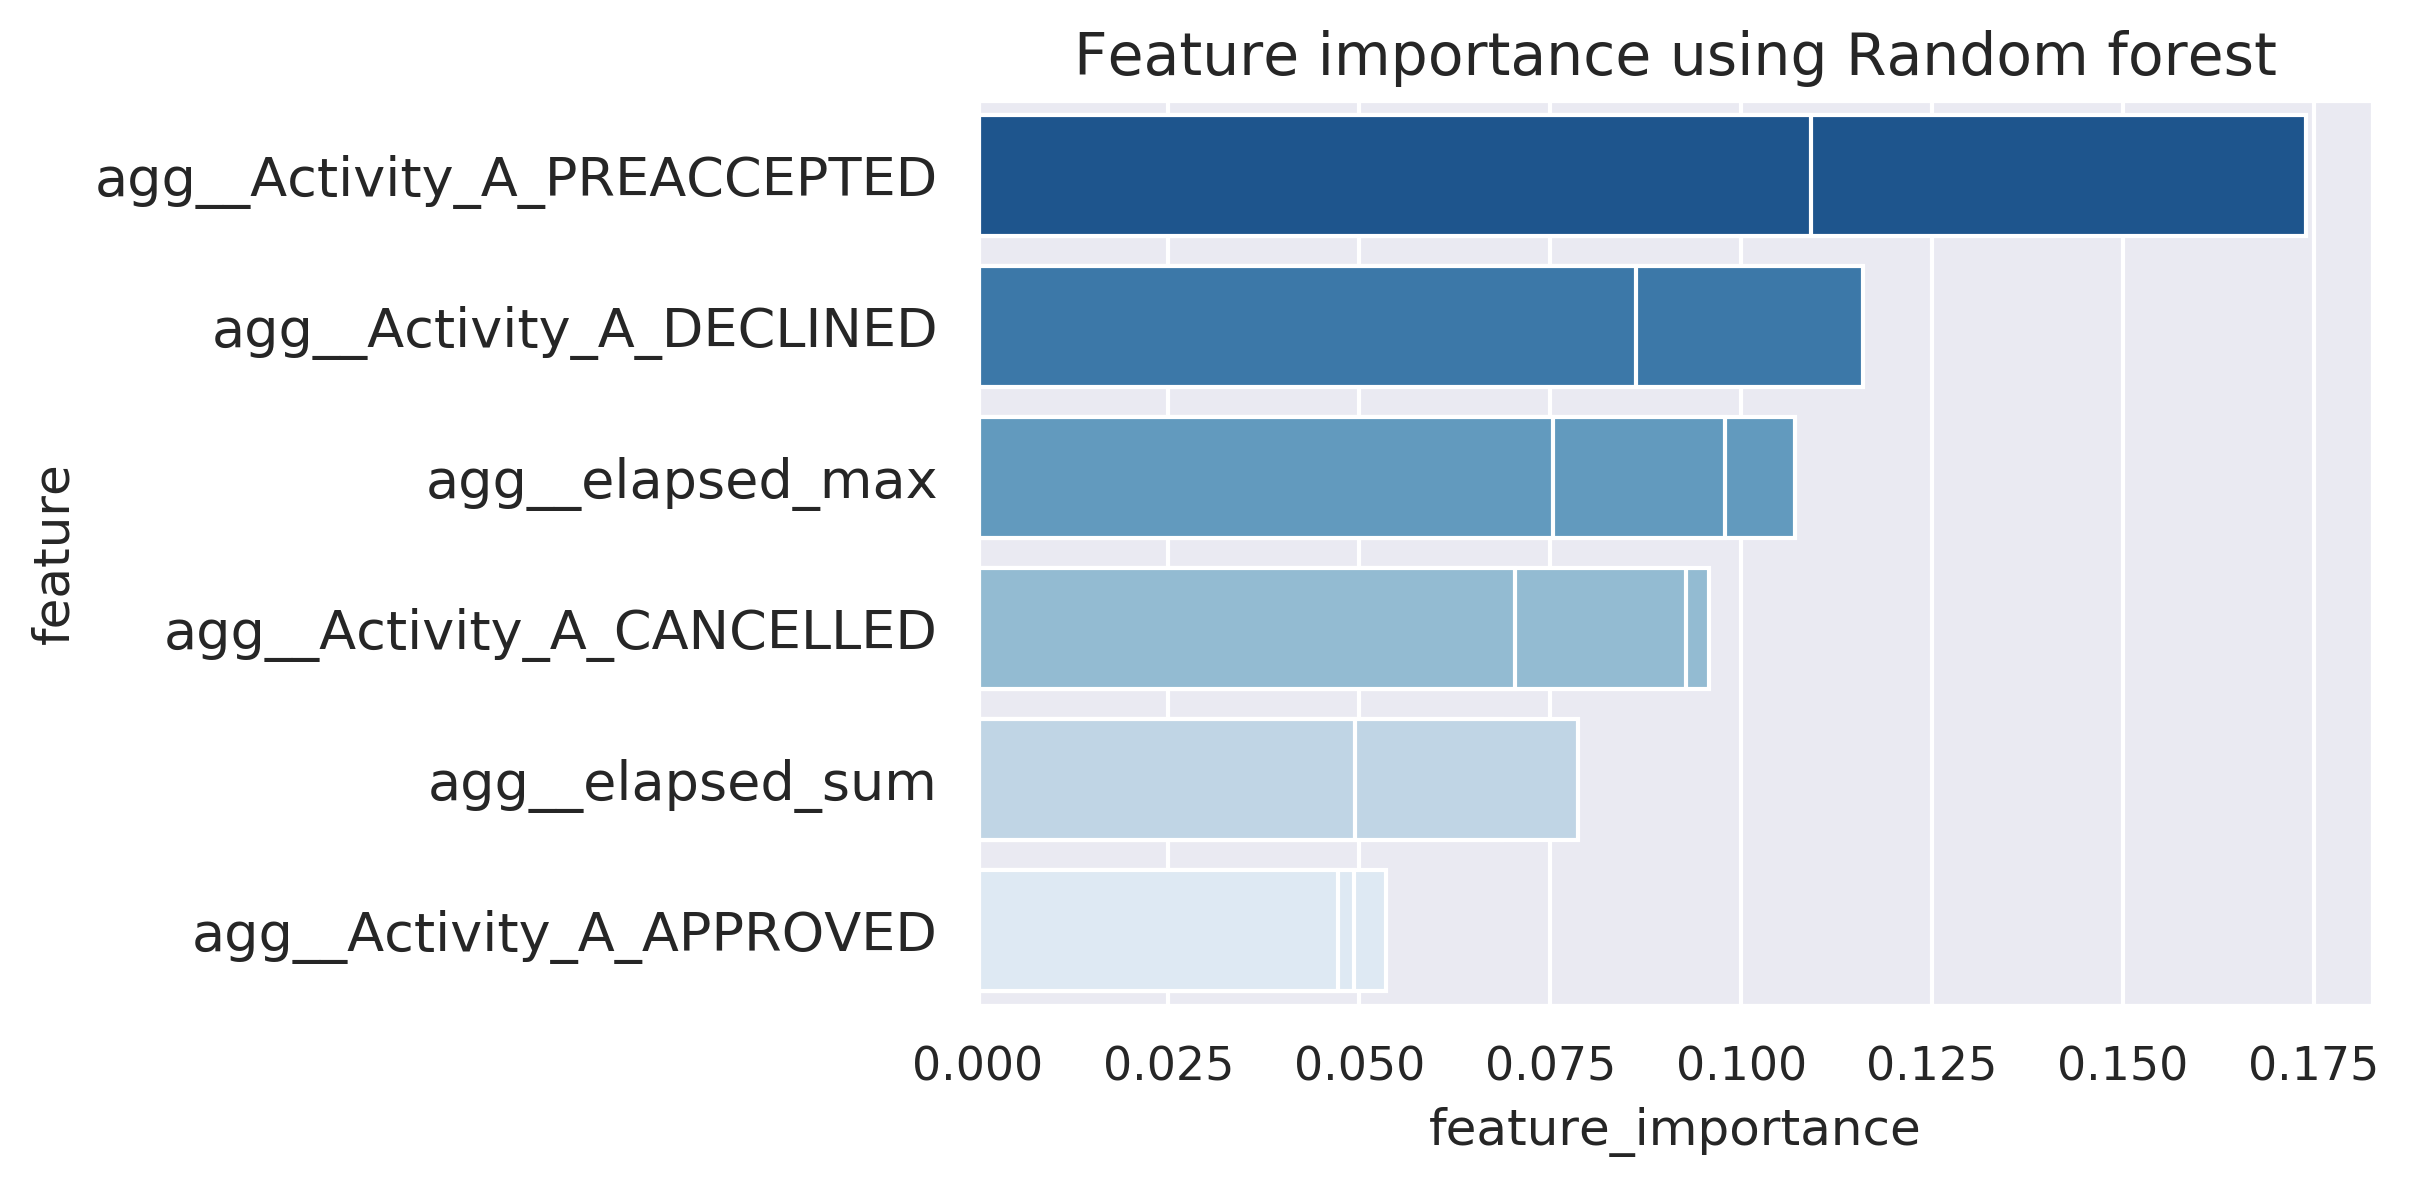 Feature importance using Random forest
feature
agg__Activity_A_PREACCEPTED
agg__Activity_A_DECLINED
agg__elapsed_max
agg__Activity_A_CANCELLED
agg__elapsed_sum
agg__Activity_A_APPROVED
0.000 0.025 0.050 0.075 0.100 0.125 0.150 0.175
feature_importance